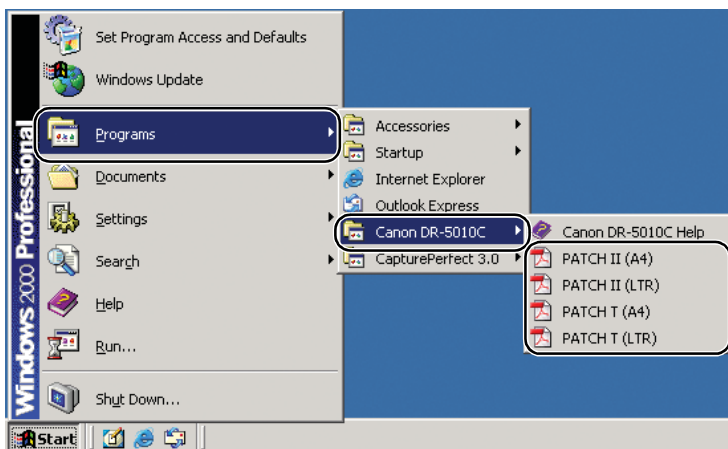 Windows 2000 Professional
Set Program Access and Defaults
Windows Update
Programs
Documents
Settings
Search
Help
Run...
Shut Down...
Accessories
Startup
Internet Explorer
Outlook Express
Canon DR-5010C
CapturePerfect 3.0
Canon DR-5010C Help
PATCH II (A4)
PATCH II (LTR)
PATCH T (A4)
PATCH T (LTR)
Start